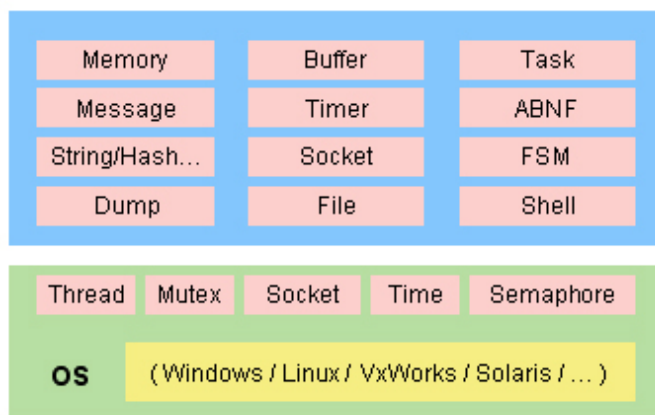 Memory Buffer Task
Message Timer ABNF
String/Hash... Socket FSM
Dump File Shell
Thread Mutex Socket Time Semaphore
OS (Windows / Linux / VxWorks / Solaris / ... )